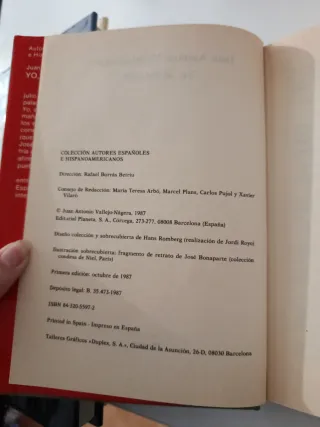 COLECCIÓN AUTORES ESPAÑOLES
E HISPANOAMERICANOS
Dirección: Rafael Borràs Betriu
Consejo de Redacción: María Teresa Arbó, Marcel Plans, Carlos Pujol y Xavier
Vilaró
© Juan Antonio Vallejo-Nágera, 1987
Editorial Planeta, S. A., Córcega, 273-277, 08008 Barcelona (España)
Diseño colección y sobrecubierta de Hans Romberg (realización de Jordi Royo)
Ilustración sobrecubierta: fragmento de retrato de José Bonaparte (colección
condesa de Niel, París)
Primera edición: octubre de 1987
Depósito legal: B. 35.473-1987
ISBN 84-320-5597-2
Printed in Spain - Impreso en España
Talleres Gráficos «Duplex, S. A.», Ciudad de la Asunción, 26-D, 08030 Barcelona